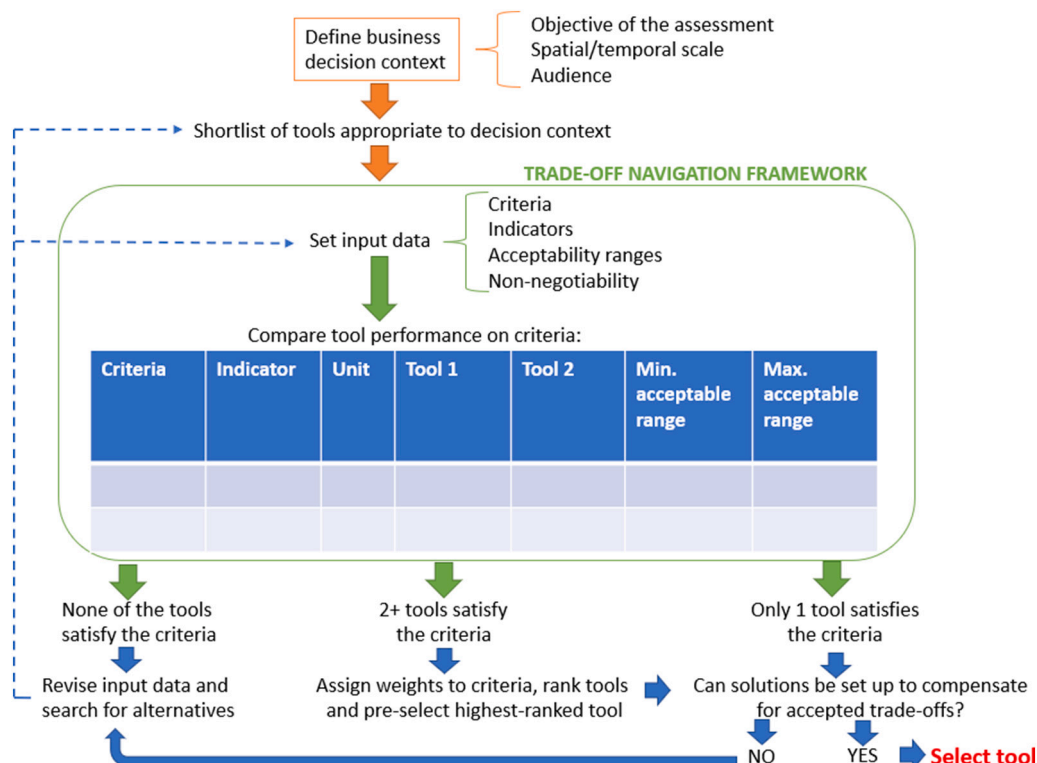 Define business
decision context
Objective of the assessment
Spatial/temporal scale
Audience
Shortlist of tools appropriate to decision context
TRADE-OFF NAVIGATION FRAMEWORK
Set input data
Criteria
Indicators
Acceptability ranges
Non-negotiability
Compare tool performance on criteria:
Criteria
Indicator
Unit
Tool 1
Tool 2
Min.
acceptable
range
Max.
acceptable
range
None of the tools
satisfy the criteria
2+ tools satisfy
the criteria
Only 1 tool satisfies
the criteria
Revise input data and
search for alternatives
Assign weights to criteria, rank tools
and pre-select highest-ranked tool
Can solutions be set up to compensate
for accepted trade-offs?
NO
YES
Select tool